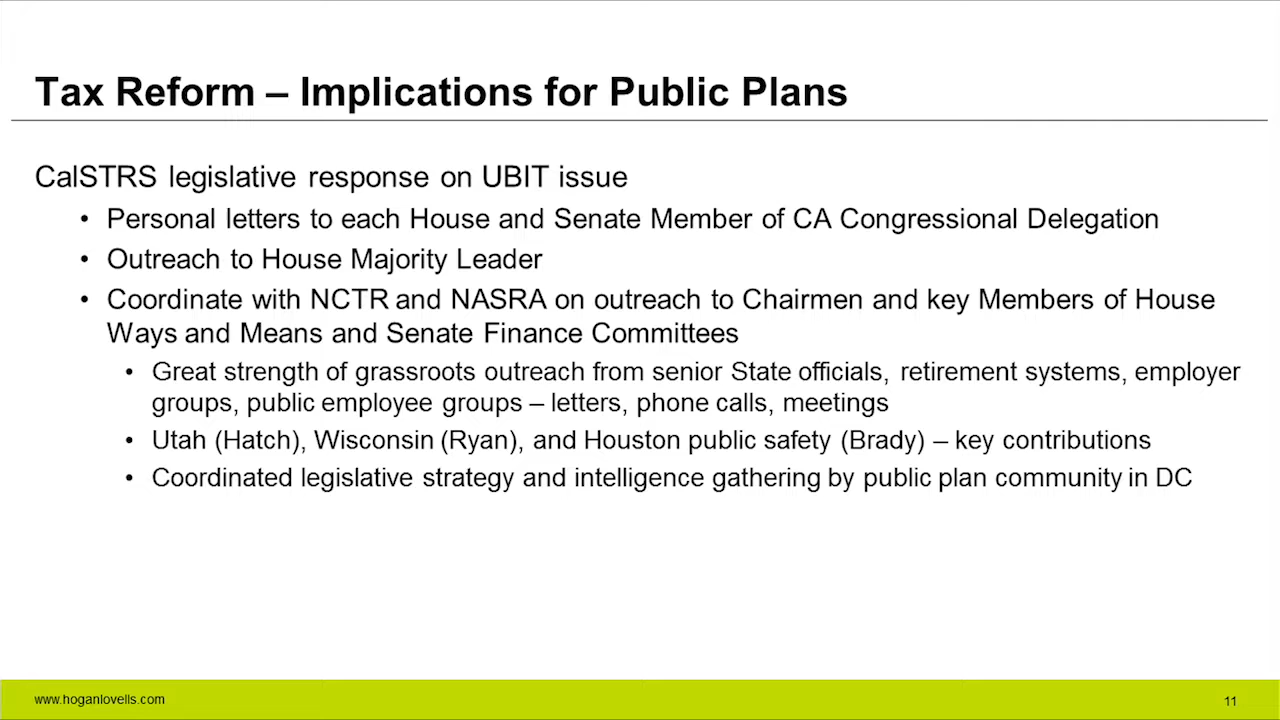 Tax Reform – Implications for Public Plans
CalSTRS legislative response on UBIT issue
• Personal letters to each House and Senate Member of CA Congressional Delegation
• Outreach to House Majority Leader
• Coordinate with NCTR and NASRA on outreach to Chairmen and key Members of House
Ways and Means and Senate Finance Committees
• Great strength of grassroots outreach from senior State officials, retirement systems, employer
groups, public employee groups – letters, phone calls, meetings
• Utah (Hatch), Wisconsin (Ryan), and Houston public safety (Brady) – key contributions
• Coordinated legislative strategy and intelligence gathering by public plan community in DC
www.hoganlovells.com
11